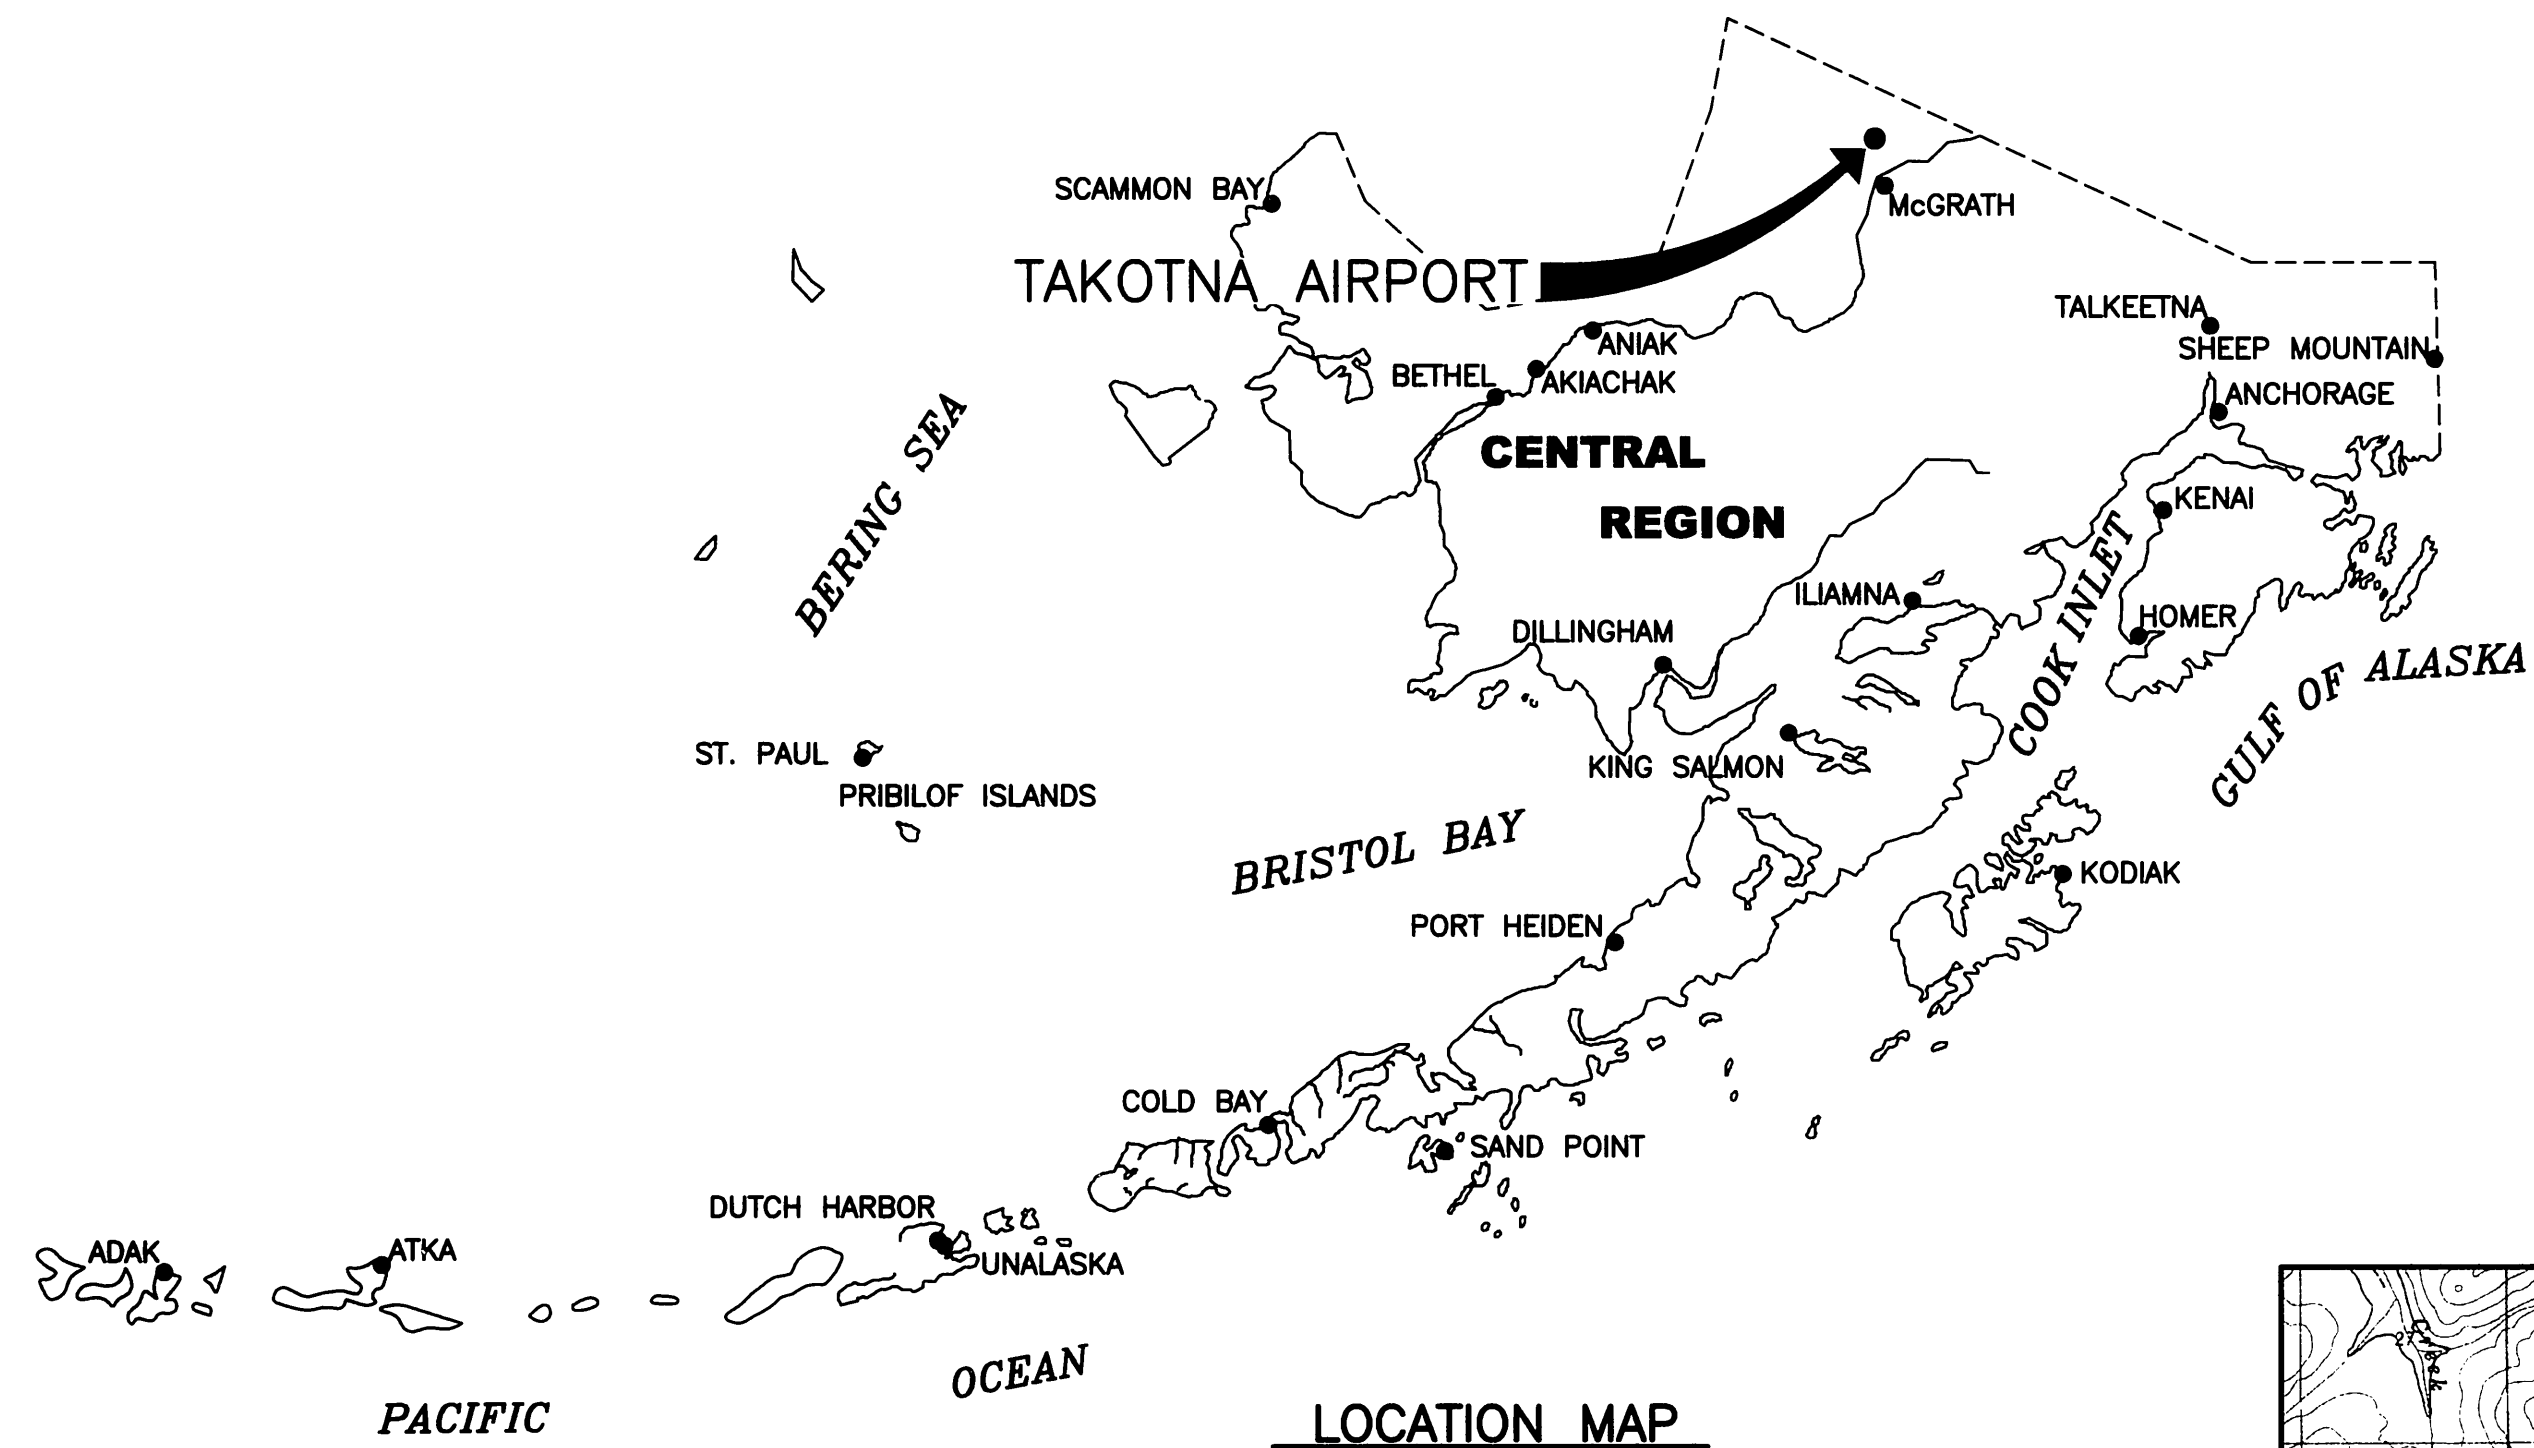 SCAMMON BAY
McGRATH
TAKOTNA AIRPORT
TALKEETNA
SHEEP MOUNTAIN
ANIAK
BETHEL
AKIACHAK
ANCHORAGE
CENTRAL
REGION
KENAI
BERING SEA
ILIAMNA
COOK INLET
HOMER
DILLINGHAM
GULF OF ALASKA
ST. PAUL
PRIBILOF ISLANDS
KING SALMON
BRISTOL BAY
KODIAK
PORT HEIDEN
COLD BAY
SAND POINT
DUTCH HARBOR
ADAK
ATKA
UNALASKA
OCEAN
PACIFIC
LOCATION MAP
Creek